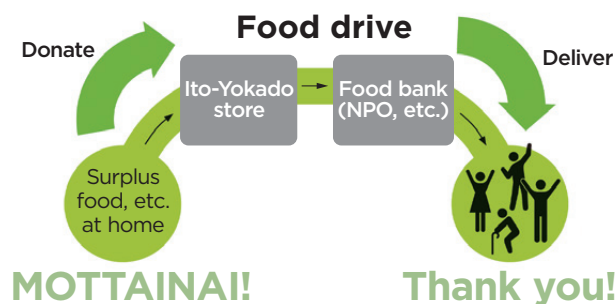 Food drive
Donate
Deliver
Ito-Yokado
store
Food bank
(NPO, etc.)
Surplus
food, etc.
at home
MOTTAINAI!
Thank you!